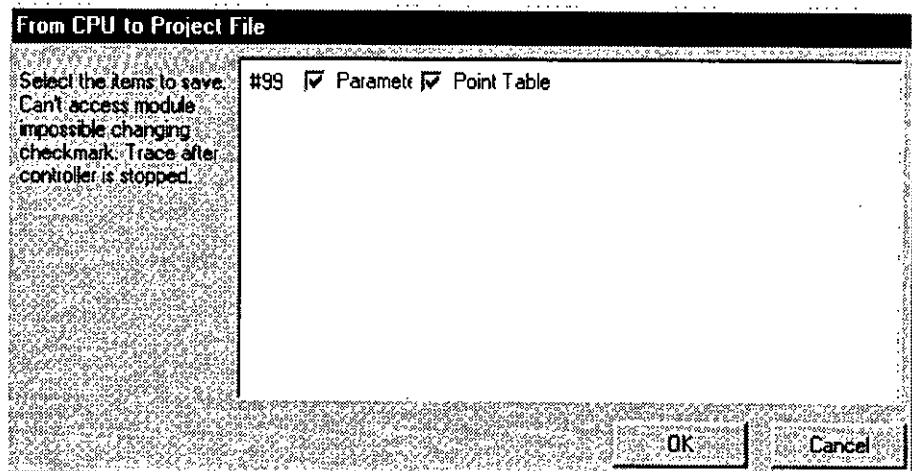 From CPU to Project File
Select the items to save.
Can't access module
impossible changing
checkmark. Trace after
controller is stopped.
#99 Paramete Point Table
OK Cancel